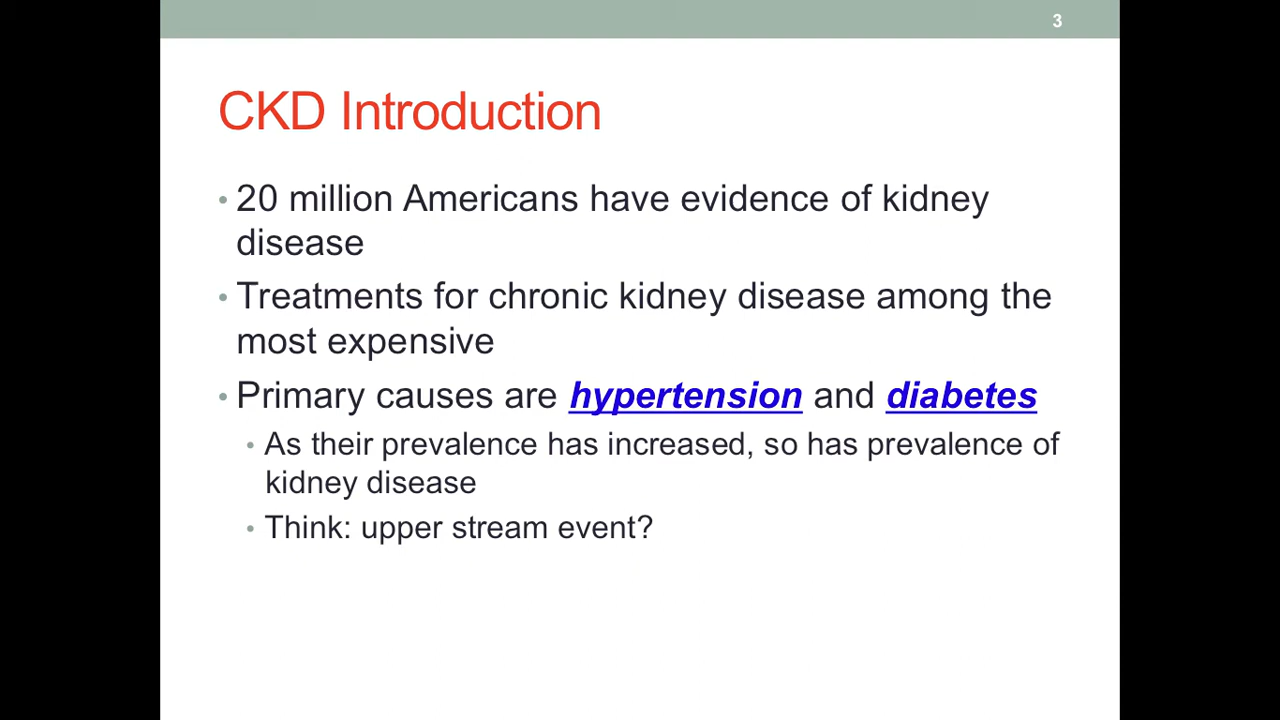 3
CKD Introduction
• 20 million Americans have evidence of kidney
disease
• Treatments for chronic kidney disease among the
most expensive
• Primary causes are hypertension and diabetes
• As their prevalence has increased, so has prevalence of
kidney disease
• Think: upper stream event?